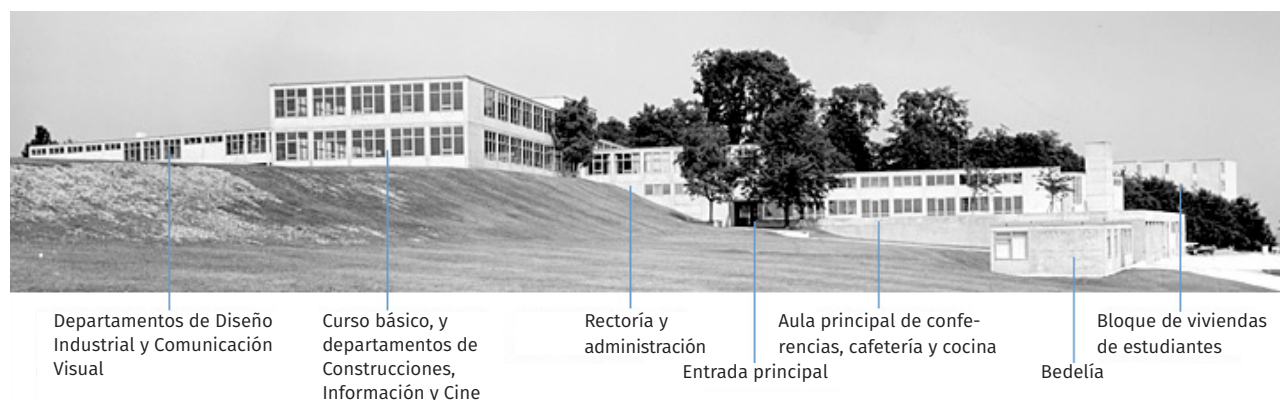 Departamentos de Diseño
Industrial y Comunicación
Visual
Curso básico, y
departamentos de
Construcciones,
Información y Cine
Rectoría y
administración
Entrada principal
Aula principal de confe-
rencias, cafetería y cocina
Bedelía
Bloque de viviendas
de estudiantes